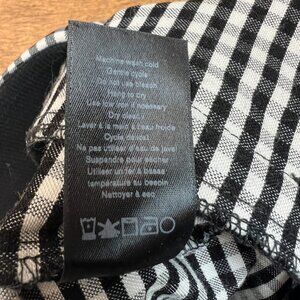 Machine wash cold
Gentle cycle
Do not use bleach
Hang to dry
Use low iron if necessary
Dry clean
Laver à la main à l'eau froide
Cycle délicat
Ne pas utiliser d'eau de javel
Suspendre pour sécher
Utiliser un fer à basse
température au besoin
Nettoyer à sec